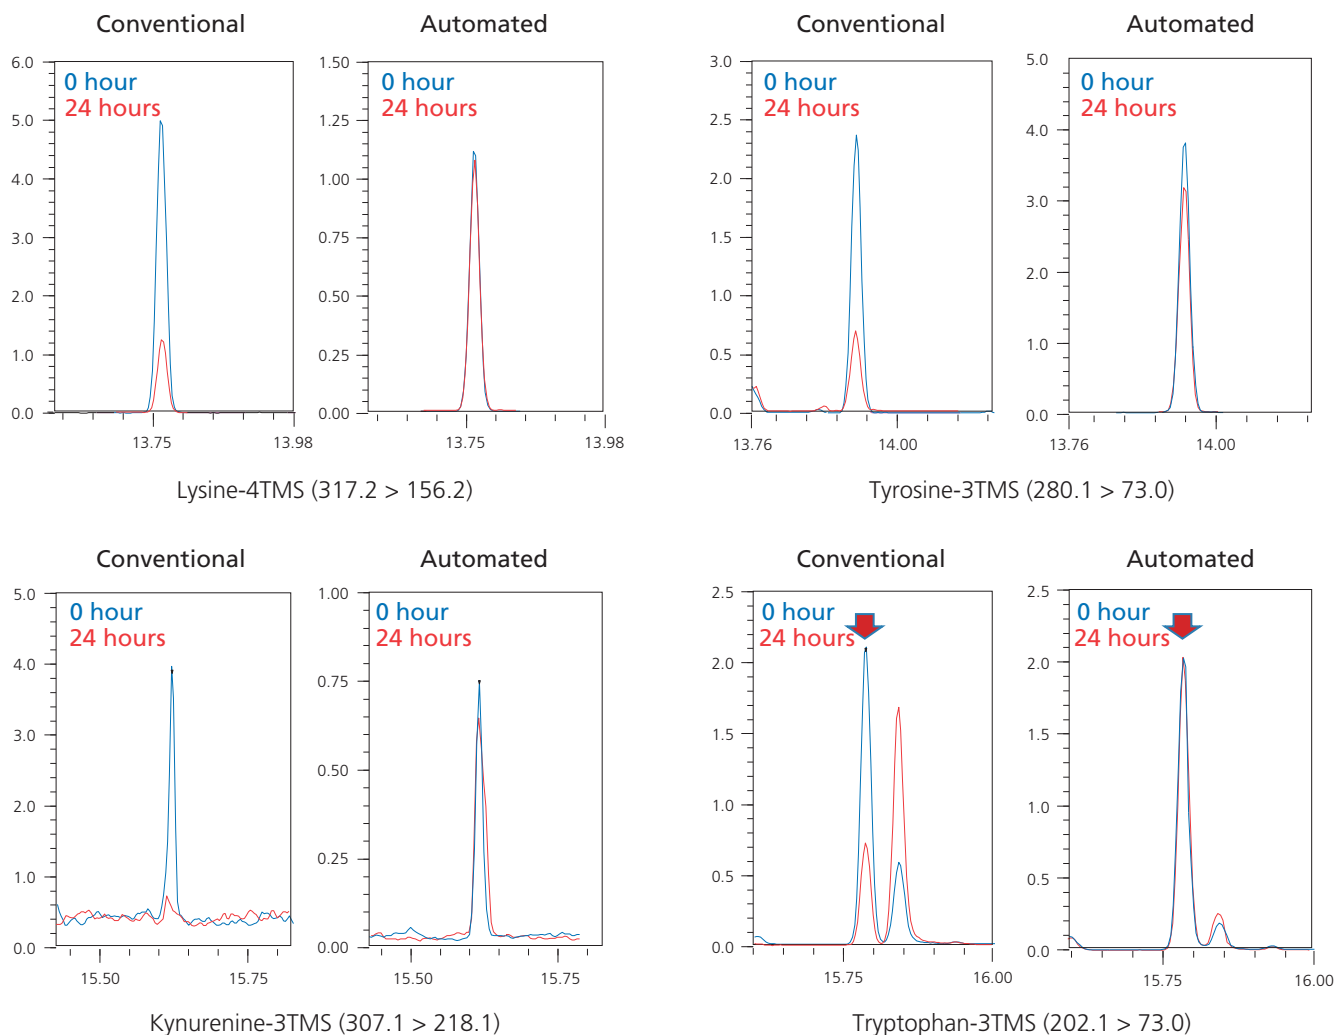 Conventional
Automated
Conventional
Automated
6.0
5.0
4.0
3.0
2.0
1.0
0.0
0 hour
24 hours
13.75
13.98
1.50
1.25
1.00
0.75
0.50
0.25
0.00
0 hour
24 hours
13.75
13.98
Lysine-4TMS (317.2 > 156.2)
3.0
2.5
2.0
1.5
1.0
0.5
0.0
0 hour
24 hours
13.76
14.00
5.0
4.0
3.0
2.0
1.0
0.0
0 hour
24 hours
13.76
14.00
Tyrosine-3TMS (280.1 > 73.0)
Conventional
Automated
Conventional
Automated
5.0
4.0
3.0
2.0
1.0
0.0
0 hour
24 hours
15.50
15.75
1.00
0.75
0.50
0.25
0.00
0 hour
24 hours
15.50
15.75
Kynurenine-3TMS (307.1 > 218.1)
2.5
2.0
1.5
1.0
0.5
0.0
0 hour
24 hours
15.75
16.00
2.5
2.0
1.5
1.0
0.5
0.0
0 hour
24 hours
15.75
16.00
Tryptophan-3TMS (202.1 > 73.0)